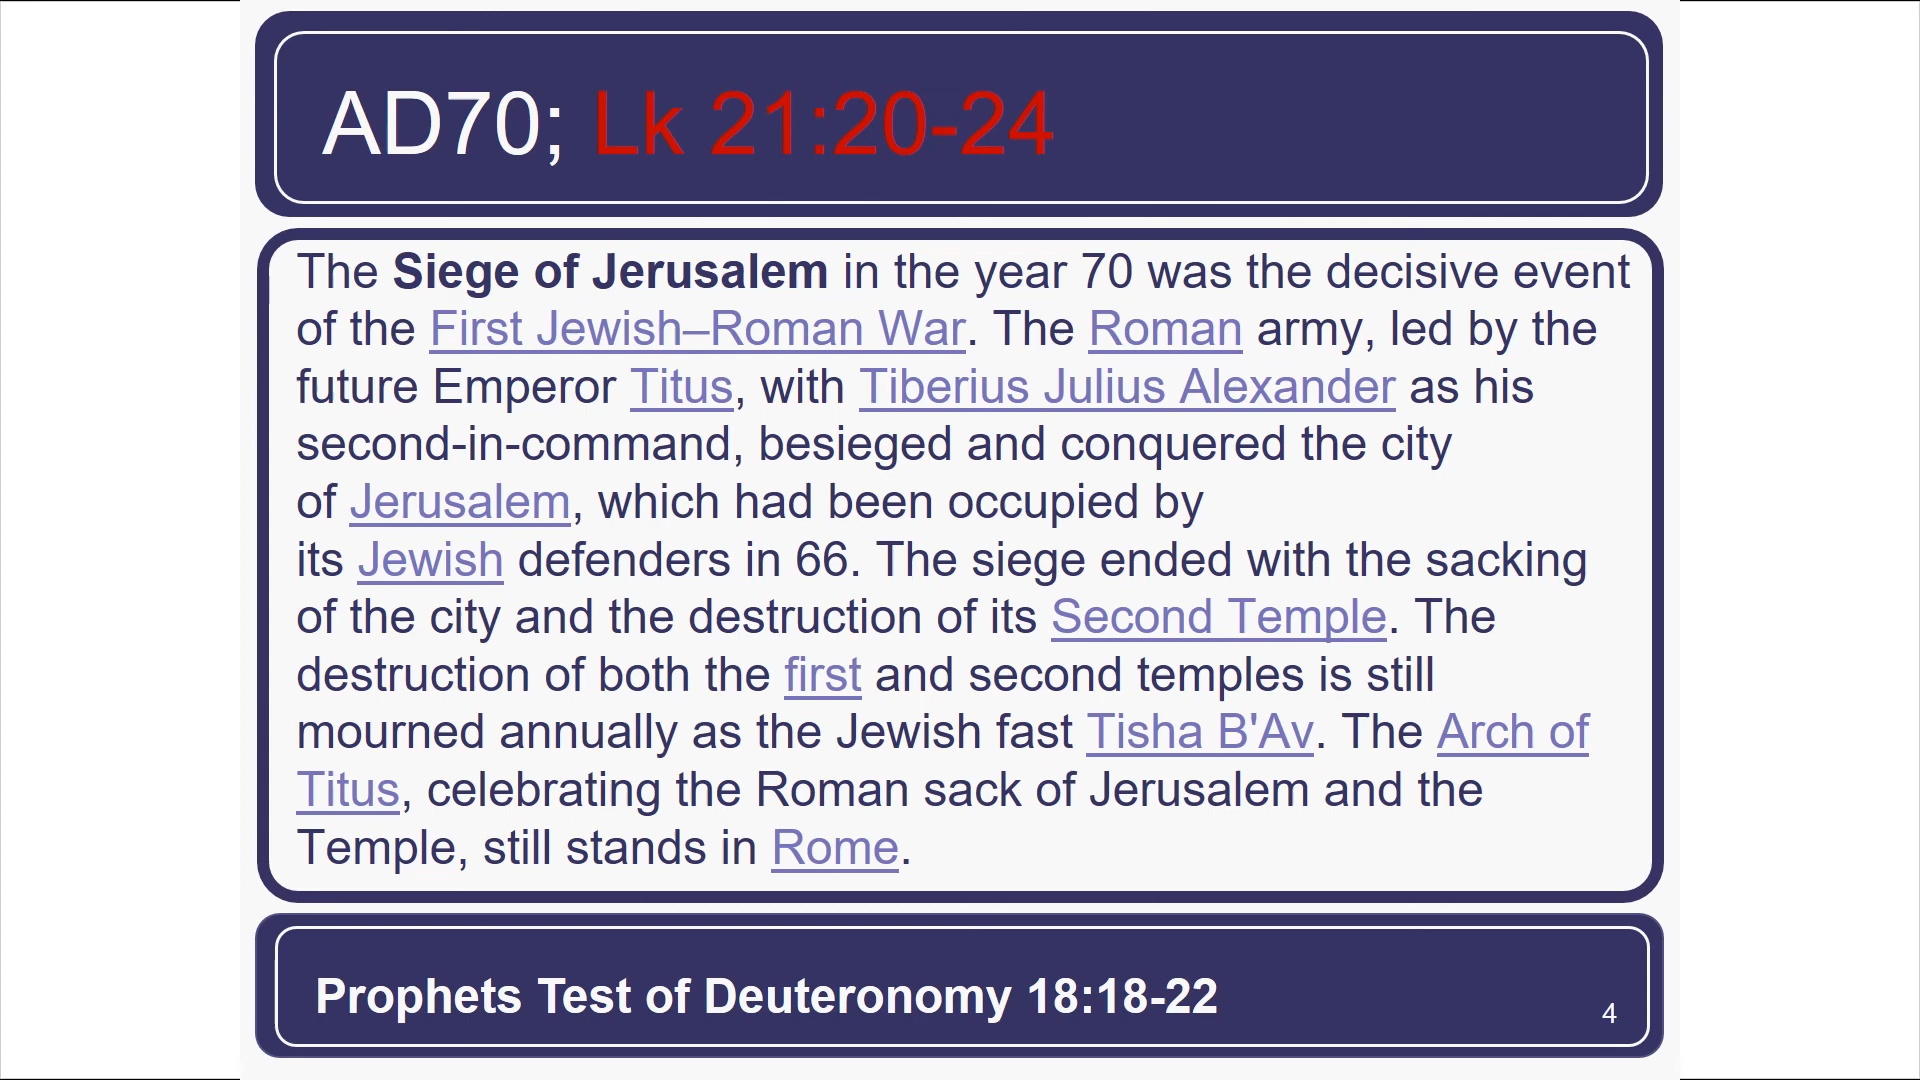 AD70; Lk 21:20-24
The Siege of Jerusalem in the year 70 was the decisive event
of the First Jewish–Roman War. The Roman army, led by the
future Emperor Titus, with Tiberius Julius Alexander as his
second-in-command, besieged and conquered the city
of Jerusalem, which had been occupied by
its Jewish defenders in 66. The siege ended with the sacking
of the city and the destruction of its Second Temple. The
destruction of both the first and second temples is still
mourned annually as the Jewish fast Tisha B'Av. The Arch of
Titus, celebrating the Roman sack of Jerusalem and the
Temple, still stands in Rome.
Prophets Test of Deuteronomy 18:18-22
4